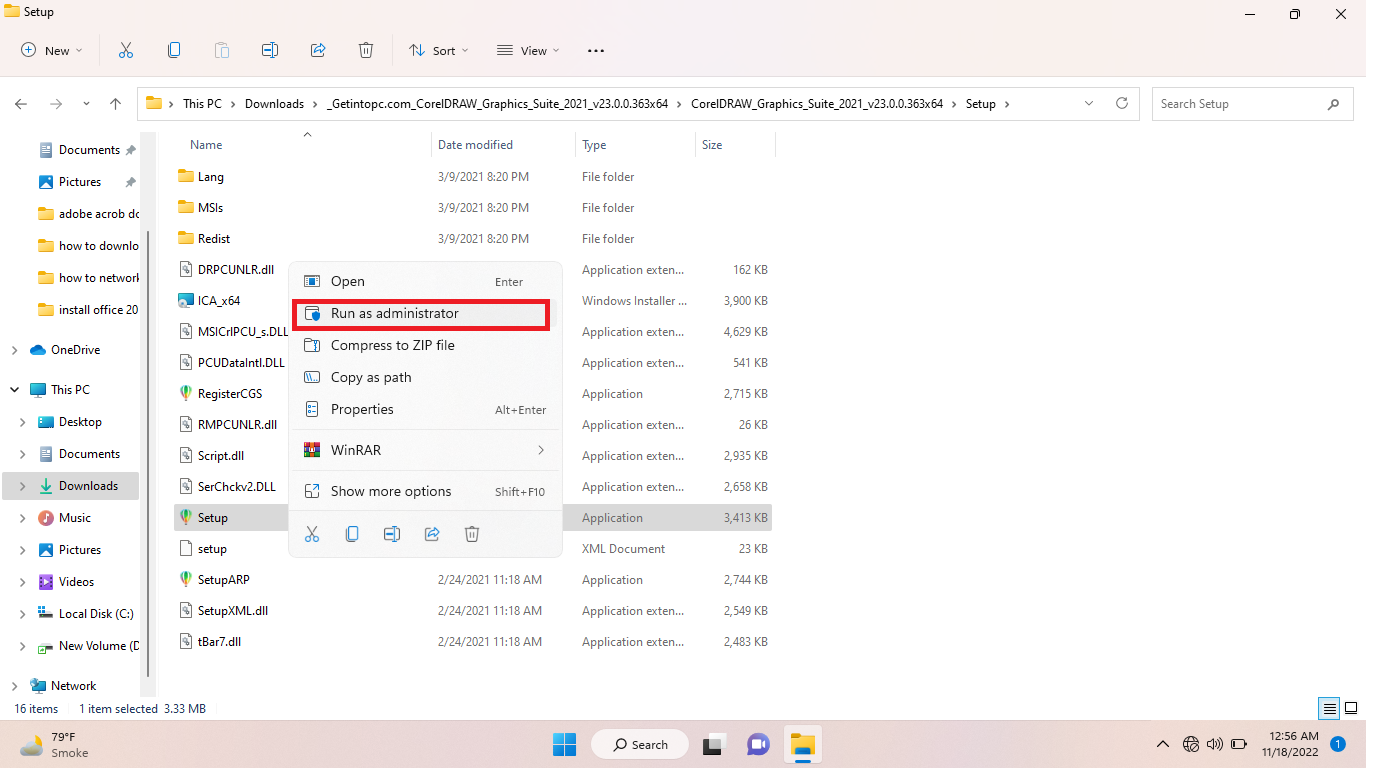 Setup
New
Sort
View
This PC > Downloads > _Getintopc.com_CorelDRAW_Graphics_Suite_2021_v23.0.0.363x64 > CorelDRAW_Graphics_Suite_2021_v23.0.0.363x64 > Setup >
Search Setup
Documents
Pictures
adobe acrob dc
how to downlo
how to network
install office 20
OneDrive
This PC
Desktop
Documents
Downloads
Music
Pictures
Videos
Local Disk (C:)
New Volume (D
Network
Name Date modified Type Size
Lang 3/9/2021 8:20 PM File folder
MSIs 3/9/2021 8:20 PM File folder
Redist 3/9/2021 8:20 PM File folder
DRPCUNLR.dll Application exten... 162 KB
ICA_x64 Windows Installer ... 3,900 KB
MSICrlPCU_s.DLL Application exten... 4,629 KB
PCUDataIntl.DLL Application exten... 541 KB
RegisterCGS Application 2,715 KB
RMPCUNLR.dll Application exten... 26 KB
Script.dll Application exten... 2,935 KB
SerChckv2.DLL Application exten... 2,658 KB
Setup Application 3,413 KB
setup XML Document 23 KB
SetupARP 2/24/2021 11:18 AM Application 2,744 KB
SetupXML.dll 2/24/2021 11:18 AM Application exten... 2,549 KB
tBar7.dll 2/24/2021 11:18 AM Application exten... 2,483 KB
Open Enter
Run as administrator
Compress to ZIP file
Copy as path
Properties Alt+Enter
WinRAR
Show more options Shift+F10
16 items 1 item selected 3.33 MB
79°F
Smoke
Search
12:56 AM
11/18/2022
1